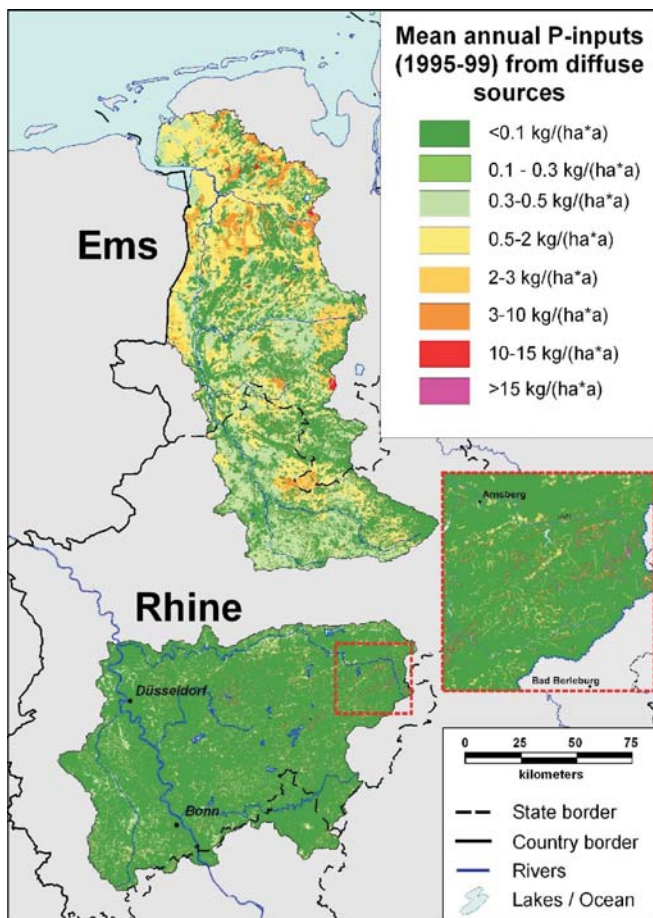 Mean annual P-inputs
(1995-99) from diffuse
sources
<0.1 kg/(ha*a)
0.1 - 0.3 kg/(ha*a)
0.3-0.5 kg/(ha*a)
0.5-2 kg/(ha*a)
2-3 kg/(ha*a)
3-10 kg/(ha*a)
10-15 kg/(ha*a)
>15 kg/(ha*a)
Ems
Arnsberg
Bad Berleburg
Rhine
Düsseldorf
Bonn
0 25 50 75
kilometers
State border
Country border
Rivers
Lakes / Ocean